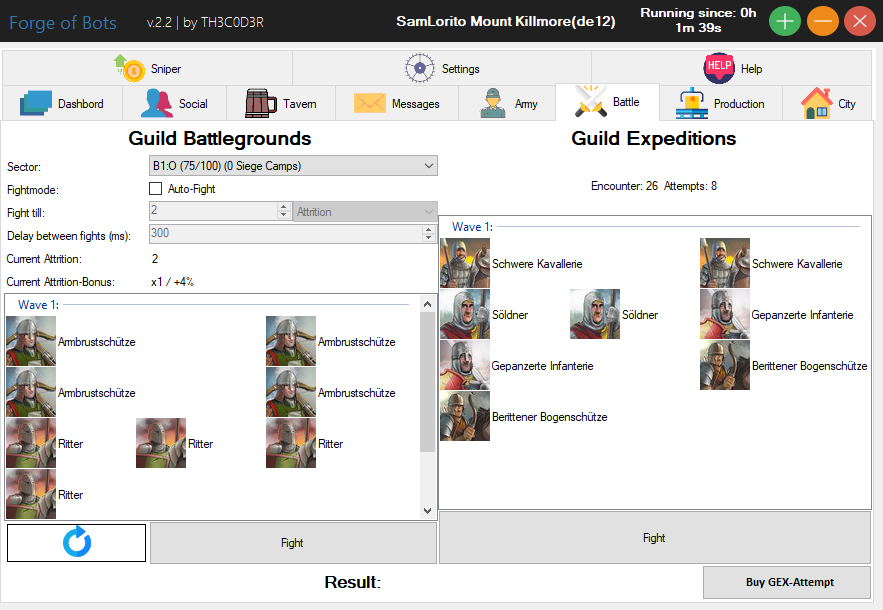 Forge of Bots
v.2.2 | by TH3C0D3R
SamLorito Mount Killmore(de12)
Running since: 0h
1m 39s
Sniper
Settings
HELP
Help
Dashbord
Social
Tavern
Messages
Army
Battle
Production
City
Guild Battlegrounds
Sector:
B1:O (75/100) (0 Siege Camps)
Fightmode:
Auto-Fight
Fight till:
2
Attrition
Delay between fights (ms):
300
Current Attrition:
2
Current Attrition-Bonus:
x1 / +4%
Wave 1:
Ambrustschütze
Ambrustschütze
Ambrustschütze
Ambrustschütze
Ritter
Ritter
Ritter
Ritter
Fight
Guild Expeditions
Encounter: 26 Attempts: 8
Wave 1:
Schwere Kavallerie
Schwere Kavallerie
Söldner
Söldner
Gepanzerte Infanterie
Gepanzerte Infanterie
Berittener Bogenschütze
Berittener Bogenschütze
Fight
Result:
Buy GEX-Attempt